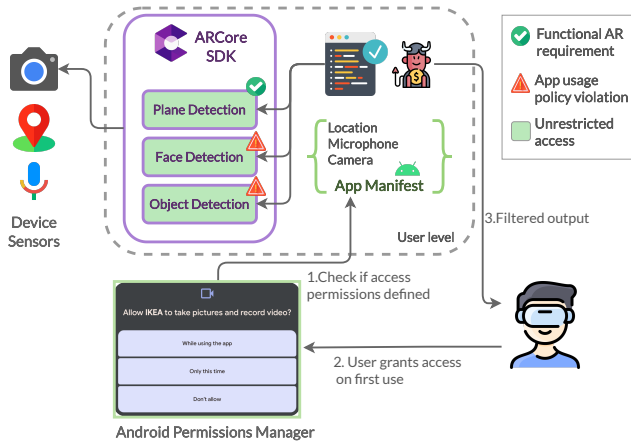 ARCore
SDK
Plane Detection
Face Detection
Object Detection
Location
Microphone
Camera
App Manifest
User level
Functional AR
requirement
App usage
policy violation
Unrestricted
access
Device
Sensors
1.Check if access
permissions defined
3.Filtered output
Allow IKEA to take pictures and record video?
While using the app
Only this time
Don't allow
2. User grants access
on first use
Android Permissions Manager